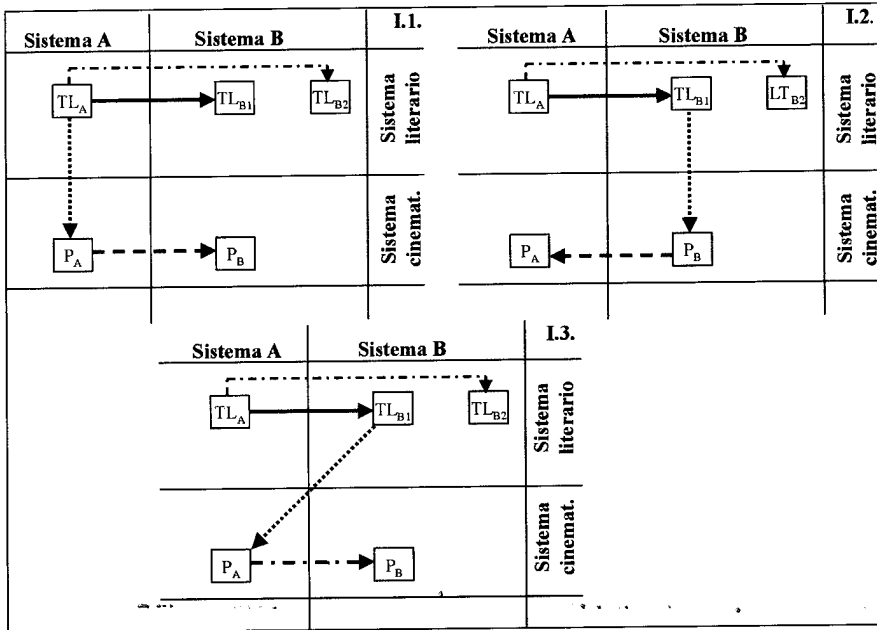 I.1.
Sistema A Sistema B
TL_A TL_B1 TL_B2
Sistema literario
P_A P_B
Sistema cinemat.
I.2.
Sistema A Sistema B
TL_A TL_B1 LT_B2
Sistema literario
P_A P_B
Sistema cinemat.
I.3.
Sistema A Sistema B
TL_A TL_B1 TL_B2
Sistema literario
P_A P_B
Sistema cinemat.